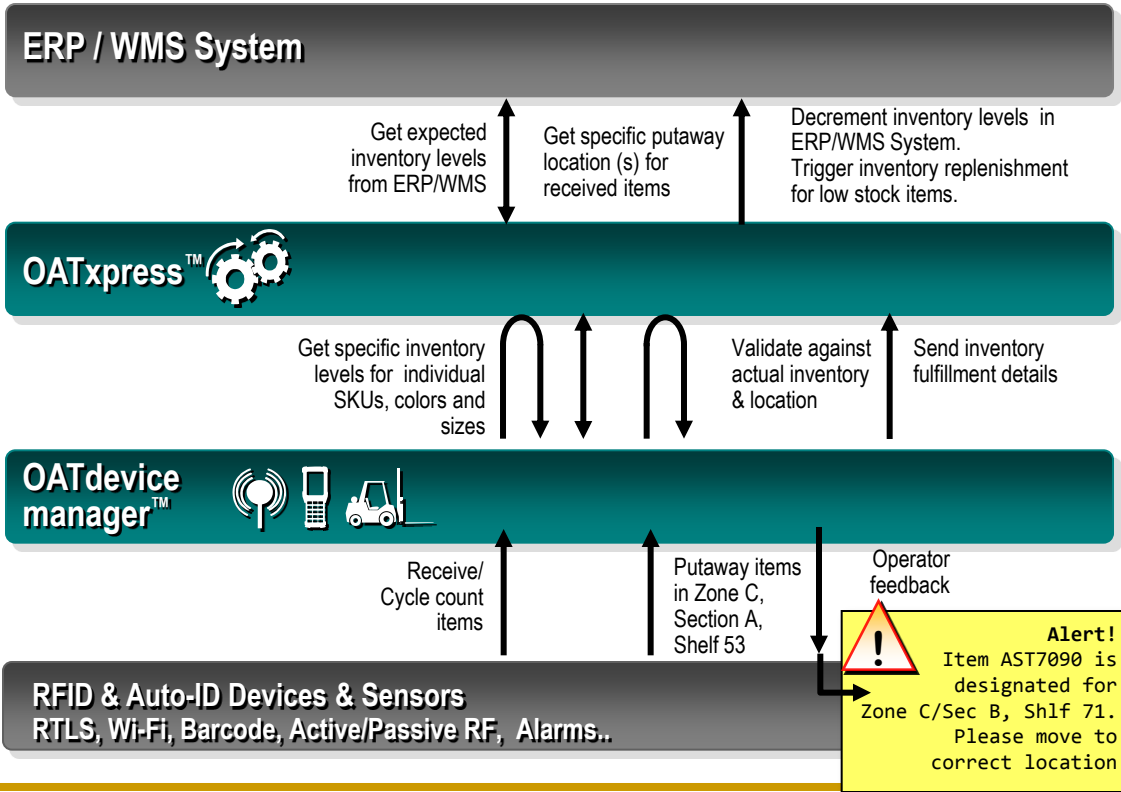 ERP / WMS System
Get expected
inventory levels
from ERP/WMS
Get specific putaway
location (s) for
received items
Decrement inventory levels in
ERP/WMS System.
Trigger inventory replenishment
for low stock items.
OATxpress™
Get specific inventory
levels for individual
SKUs, colors and
sizes
Validate against
actual inventory
& location
Send inventory
fulfillment details
OATdevice
manager™
Receive/
Cycle count
items
Putaway items
in Zone C,
Section A,
Shelf 53
Operator
feedback
!
Alert!
Item AST7090 is
designated for
Zone C/Sec B, Shlf 71.
Please move to
correct location
RFID & Auto-ID Devices & Sensors
RTLS, Wi-Fi, Barcode, Active/Passive RF, Alarms..